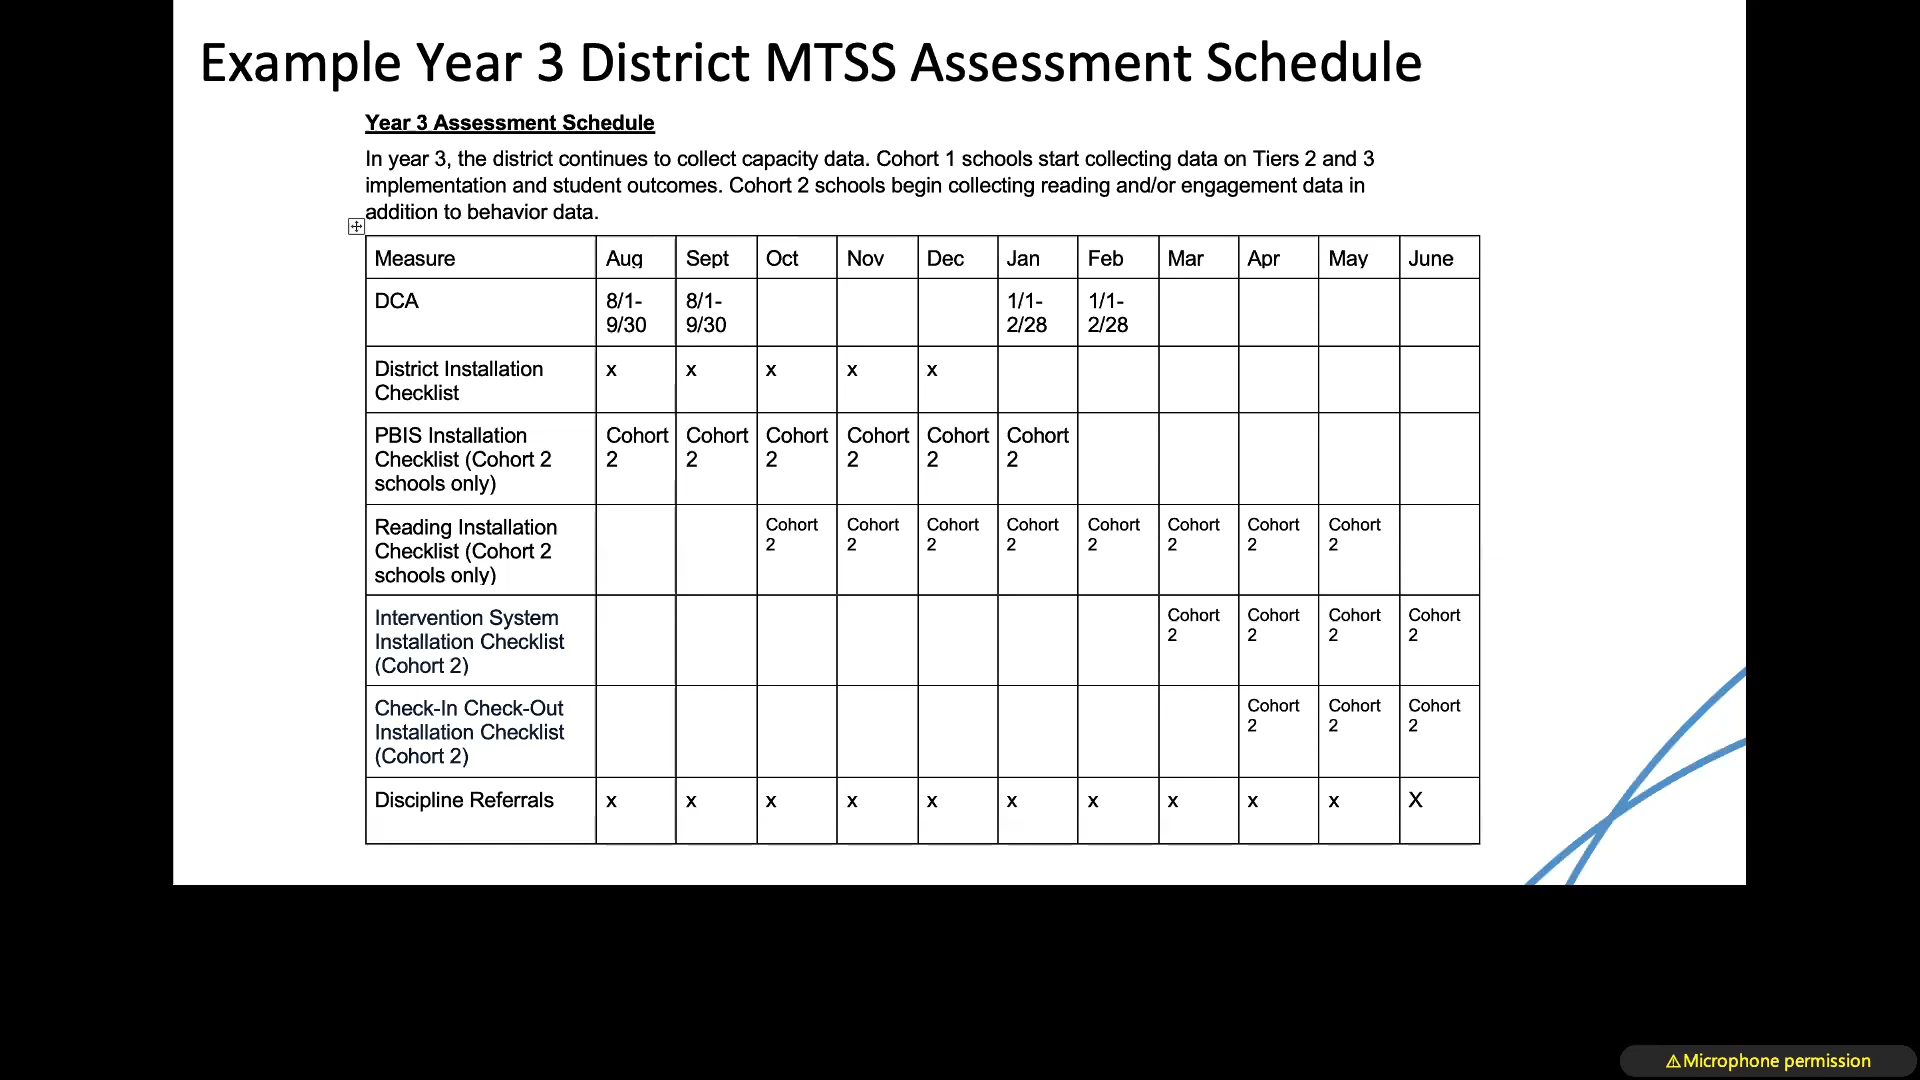 Example Year 3 District MTSS Assessment Schedule
Year 3 Assessment Schedule
In year 3, the district continues to collect capacity data. Cohort 1 schools start collecting data on Tiers 2 and 3
implementation and student outcomes. Cohort 2 schools begin collecting reading and/or engagement data in
addition to behavior data.
Measure Aug Sept Oct Nov Dec Jan Feb Mar Apr May June
DCA 8/1- 8/1- 1/1- 1/1-
9/30 9/30 2/28 2/28
District Installation x x x x x
Checklist
PBIS Installation Cohort Cohort Cohort Cohort Cohort Cohort
Checklist (Cohort 2 2 2 2 2 2 2
schools only)
Reading Installation Cohort Cohort Cohort Cohort Cohort Cohort Cohort Cohort
Checklist (Cohort 2 2 2 2 2 2 2 2 2
schools only)
Intervention System Cohort Cohort Cohort Cohort
Installation Checklist 2 2 2 2
(Cohort 2)
Check-In Check-Out Cohort Cohort Cohort
Installation Checklist 2 2 2
(Cohort 2)
Discipline Referrals x x x x x x x x x x X
⚠Microphone permission